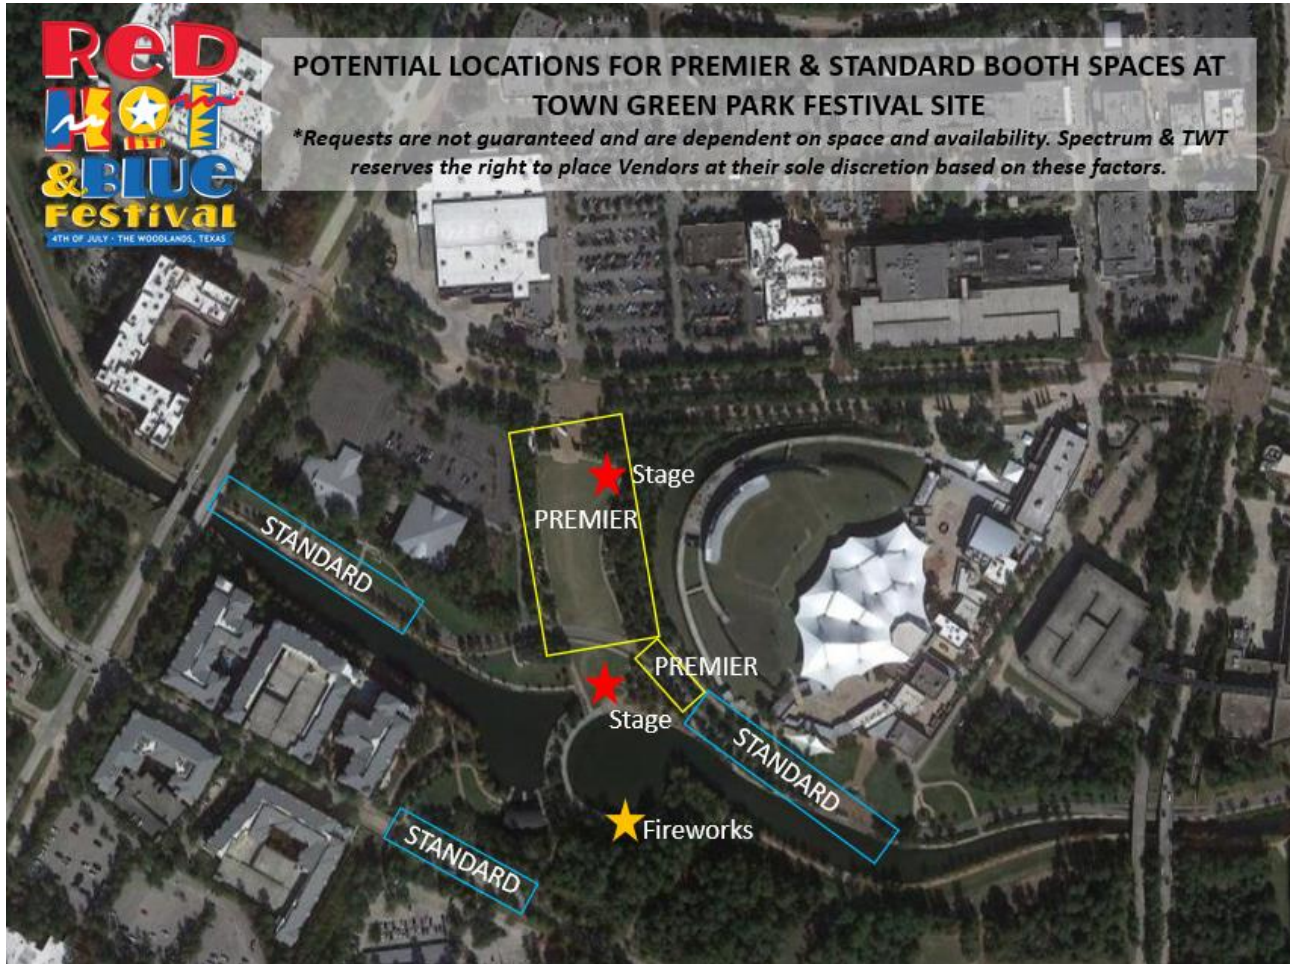 ReD
HOT
& BLUe
FeSTiVaL
4TH OF JULY · THE WOODLANDS, TEXAS
POTENTIAL LOCATIONS FOR PREMIER & STANDARD BOOTH SPACES AT
TOWN GREEN PARK FESTIVAL SITE
*Requests are not guaranteed and are dependent on space and availability. Spectrum & TWT
reserves the right to place Vendors at their sole discretion based on these factors.
Stage
PREMIER
STANDARD
PREMIER
Stage
STANDARD
Fireworks
STANDARD